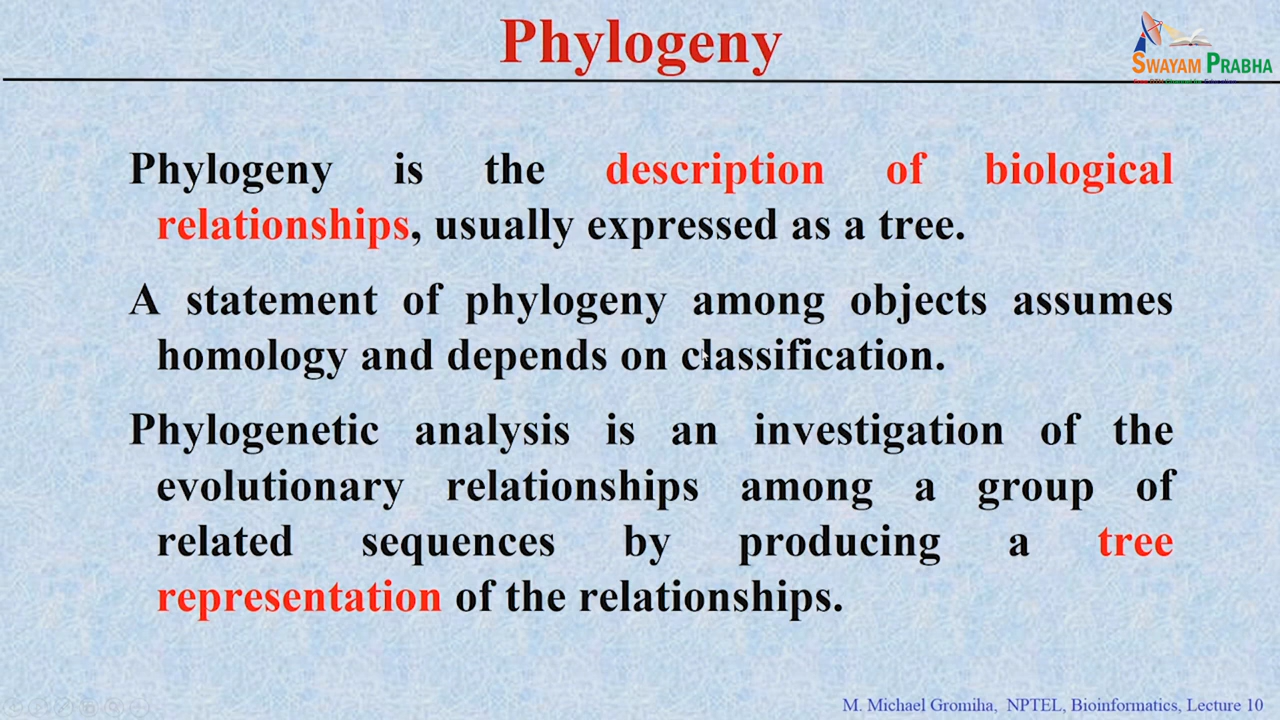 Phylogeny
SWAYAM PRABHA
Phylogeny is the description of biological
relationships, usually expressed as a tree.
A statement of phylogeny among objects assumes
homology and depends on classification.
Phylogenetic analysis is an investigation of the
evolutionary relationships among a group of
related sequences by producing a tree
representation of the relationships.
M. Michael Gromiha, NPTEL, Bioinformatics, Lecture 10